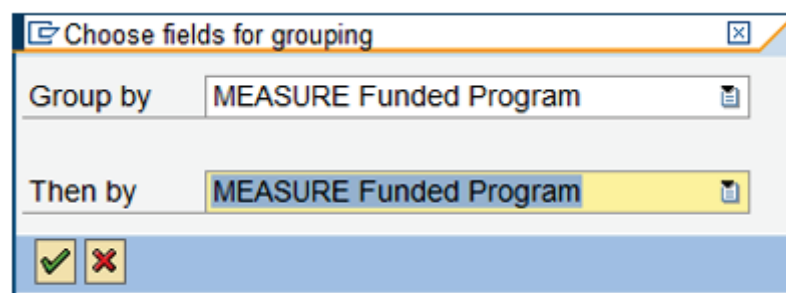 Choose fields for grouping
Group by MEASURE Funded Program
Then by MEASURE Funded Program